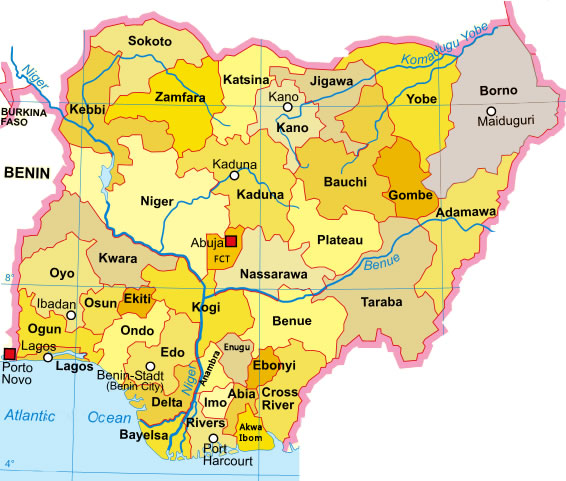 Sokoto
Niger
Katsina
Jigawa
Komadugu Yobe
Kebbi
Zamfara
Kano
Yobe
Borno
BURKINA
FASO
Kano
Maiduguri
BENIN
Kaduna
Niger
Kaduna
Bauchi
Gombe
Adamawa
Abuja
FCT
Plateau
Kwara
Nassarawa
Benue
Oyo
8°
Ibadan
Osun
Ekiti
Kogi
Taraba
Ogun
Ondo
Benue
Lagos
Edo
Enugu
Porto
Novo
Lagos
Benin-Stadt
(Benin City)
Niger
Anambra
Ebonyi
Atlantic Ocean
Delta
Imo
Abia
Cross
River
Bayelsa
Rivers
Akwa
Ibom
Port
Harcourt
4°